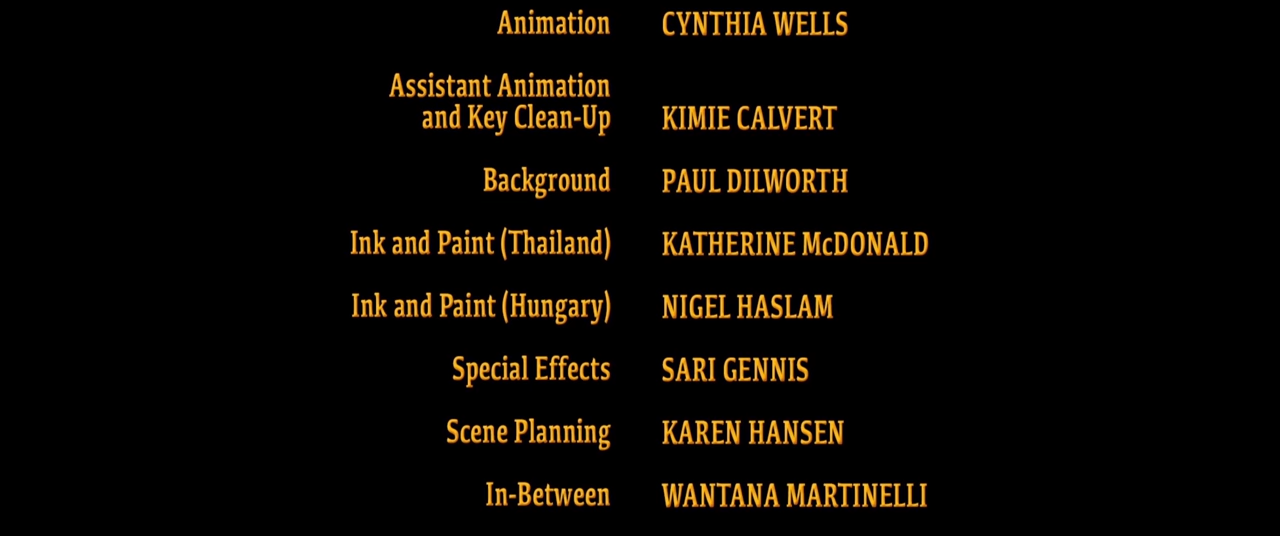 Animation CYNTHIA WELLS
Assistant Animation
and Key Clean-Up KIMIE CALVERT
Background PAUL DILWORTH
Ink and Paint (Thailand) KATHERINE McDONALD
Ink and Paint (Hungary) NIGEL HASLAM
Special Effects SARI GENNIS
Scene Planning KAREN HANSEN
In-Between WANTANA MARTINELLI